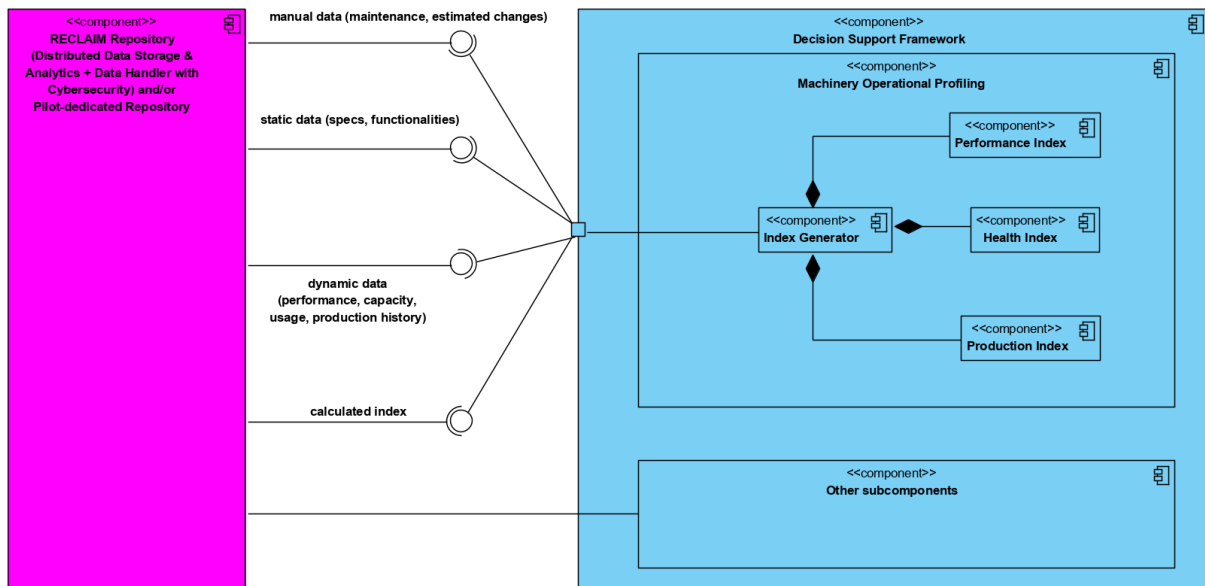 <<component>>
RECLAIM Repository
(Distributed Data Storage &
Analytics + Data Handler with
Cybersecurity) and/or
Pilot-dedicated Repository
manual data (maintenance, estimated changes)
static data (specs, functionalities)
dynamic data
(performance, capacity,
usage, production history)
calculated index
<<component>>
Decision Support Framework
<<component>>
Machinery Operational Profiling
<<component>>
Performance Index
<<component>>
Index Generator
<<component>>
Health Index
<<component>>
Production Index
<<component>>
Other subcomponents